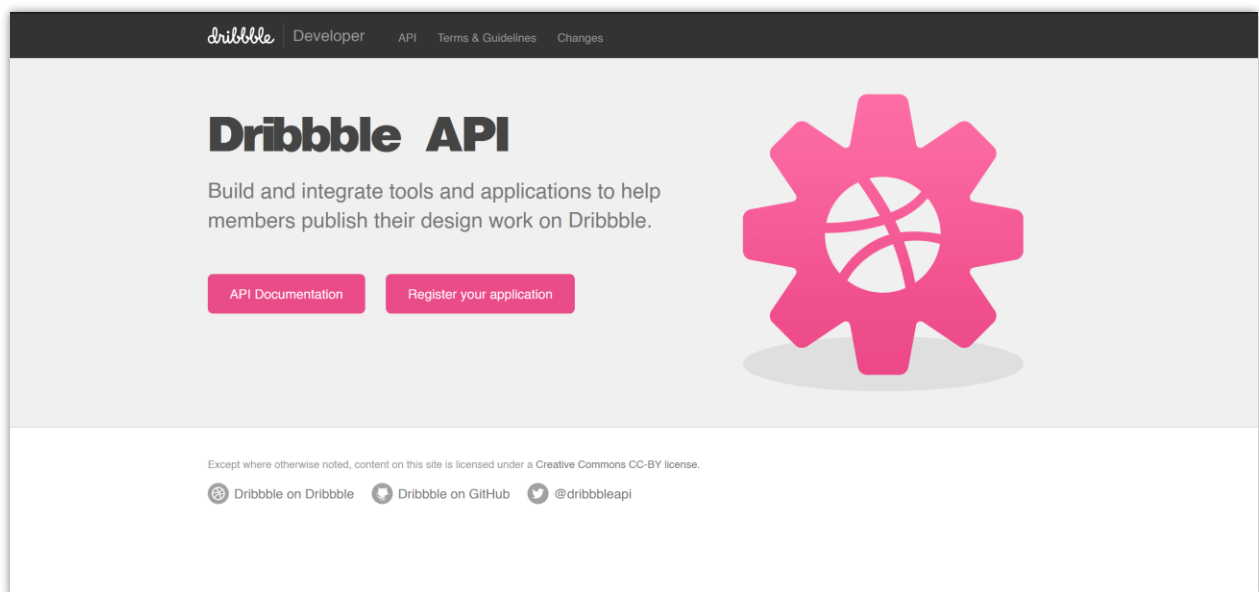 dribbble Developer API Terms & Guidelines Changes
Dribbble API
Build and integrate tools and applications to help
members publish their design work on Dribbble.
API Documentation Register your application
Except where otherwise noted, content on this site is licensed under a Creative Commons CC-BY license.
Dribbble on Dribbble Dribbble on GitHub @dribbbleapi